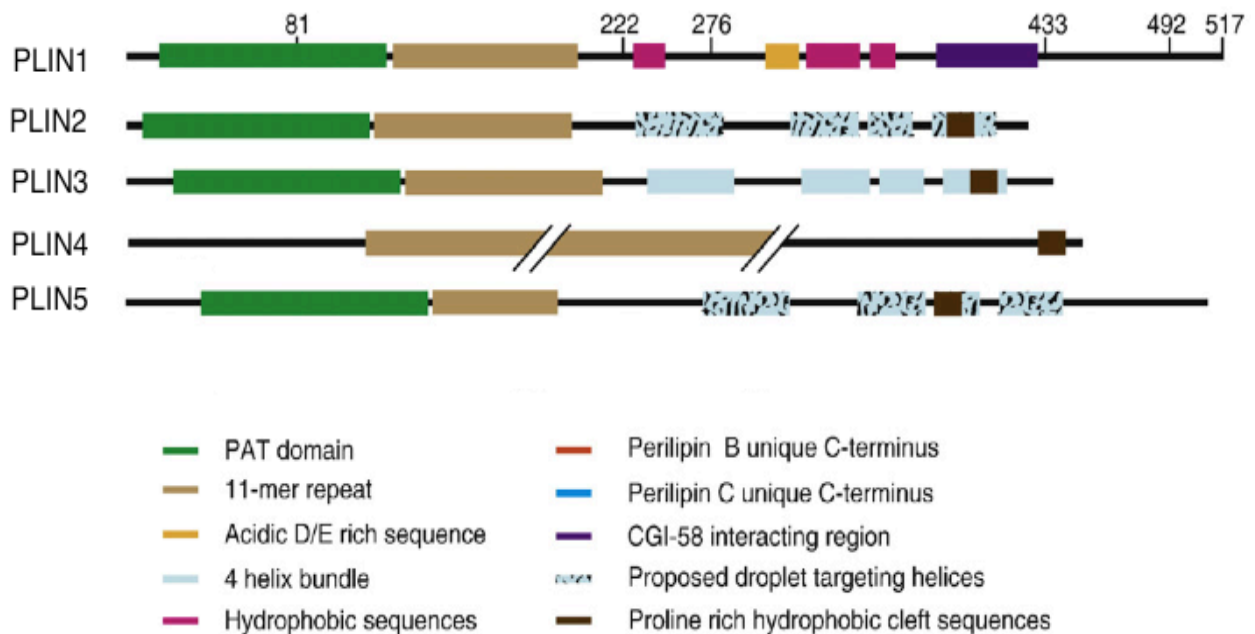 81 222 276 433 492 517
PLIN1
PLIN2
PLIN3
PLIN4
PLIN5
PAT domain
11-mer repeat
Acidic D/E rich sequence
4 helix bundle
Hydrophobic sequences
Perilipin B unique C-terminus
Perilipin C unique C-terminus
CGI-58 interacting region
Proposed droplet targeting helices
Proline rich hydrophobic cleft sequences